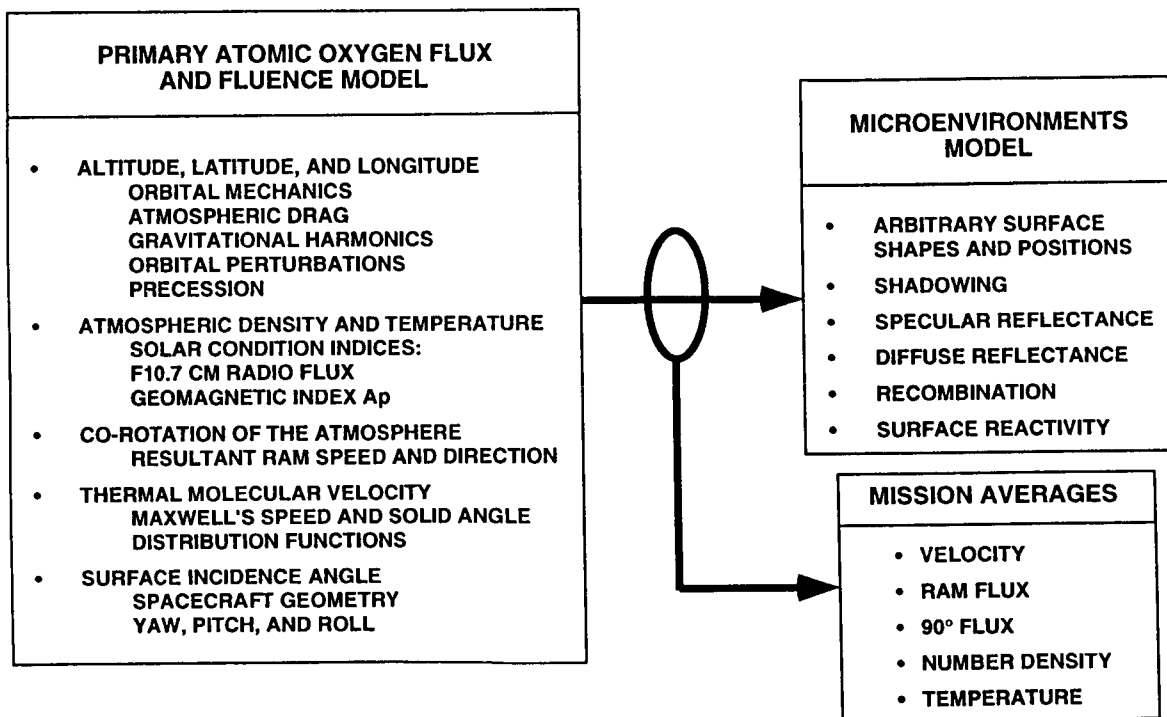 PRIMARY ATOMIC OXYGEN FLUX
AND FLUENCE MODEL
• ALTITUDE, LATITUDE, AND LONGITUDE
ORBITAL MECHANICS
ATMOSPHERIC DRAG
GRAVITATIONAL HARMONICS
ORBITAL PERTURBATIONS
PRECESSION
• ATMOSPHERIC DENSITY AND TEMPERATURE
SOLAR CONDITION INDICES:
F10.7 CM RADIO FLUX
GEOMAGNETIC INDEX Ap
• CO-ROTATION OF THE ATMOSPHERE
RESULTANT RAM SPEED AND DIRECTION
• THERMAL MOLECULAR VELOCITY
MAXWELL'S SPEED AND SOLID ANGLE
DISTRIBUTION FUNCTIONS
• SURFACE INCIDENCE ANGLE
SPACECRAFT GEOMETRY
YAW, PITCH, AND ROLL
MICROENVIRONMENTS
MODEL
• ARBITRARY SURFACE
SHAPES AND POSITIONS
• SHADOWING
• SPECULAR REFLECTANCE
• DIFFUSE REFLECTANCE
• RECOMBINATION
• SURFACE REACTIVITY
MISSION AVERAGES
• VELOCITY
• RAM FLUX
• 90° FLUX
• NUMBER DENSITY
• TEMPERATURE